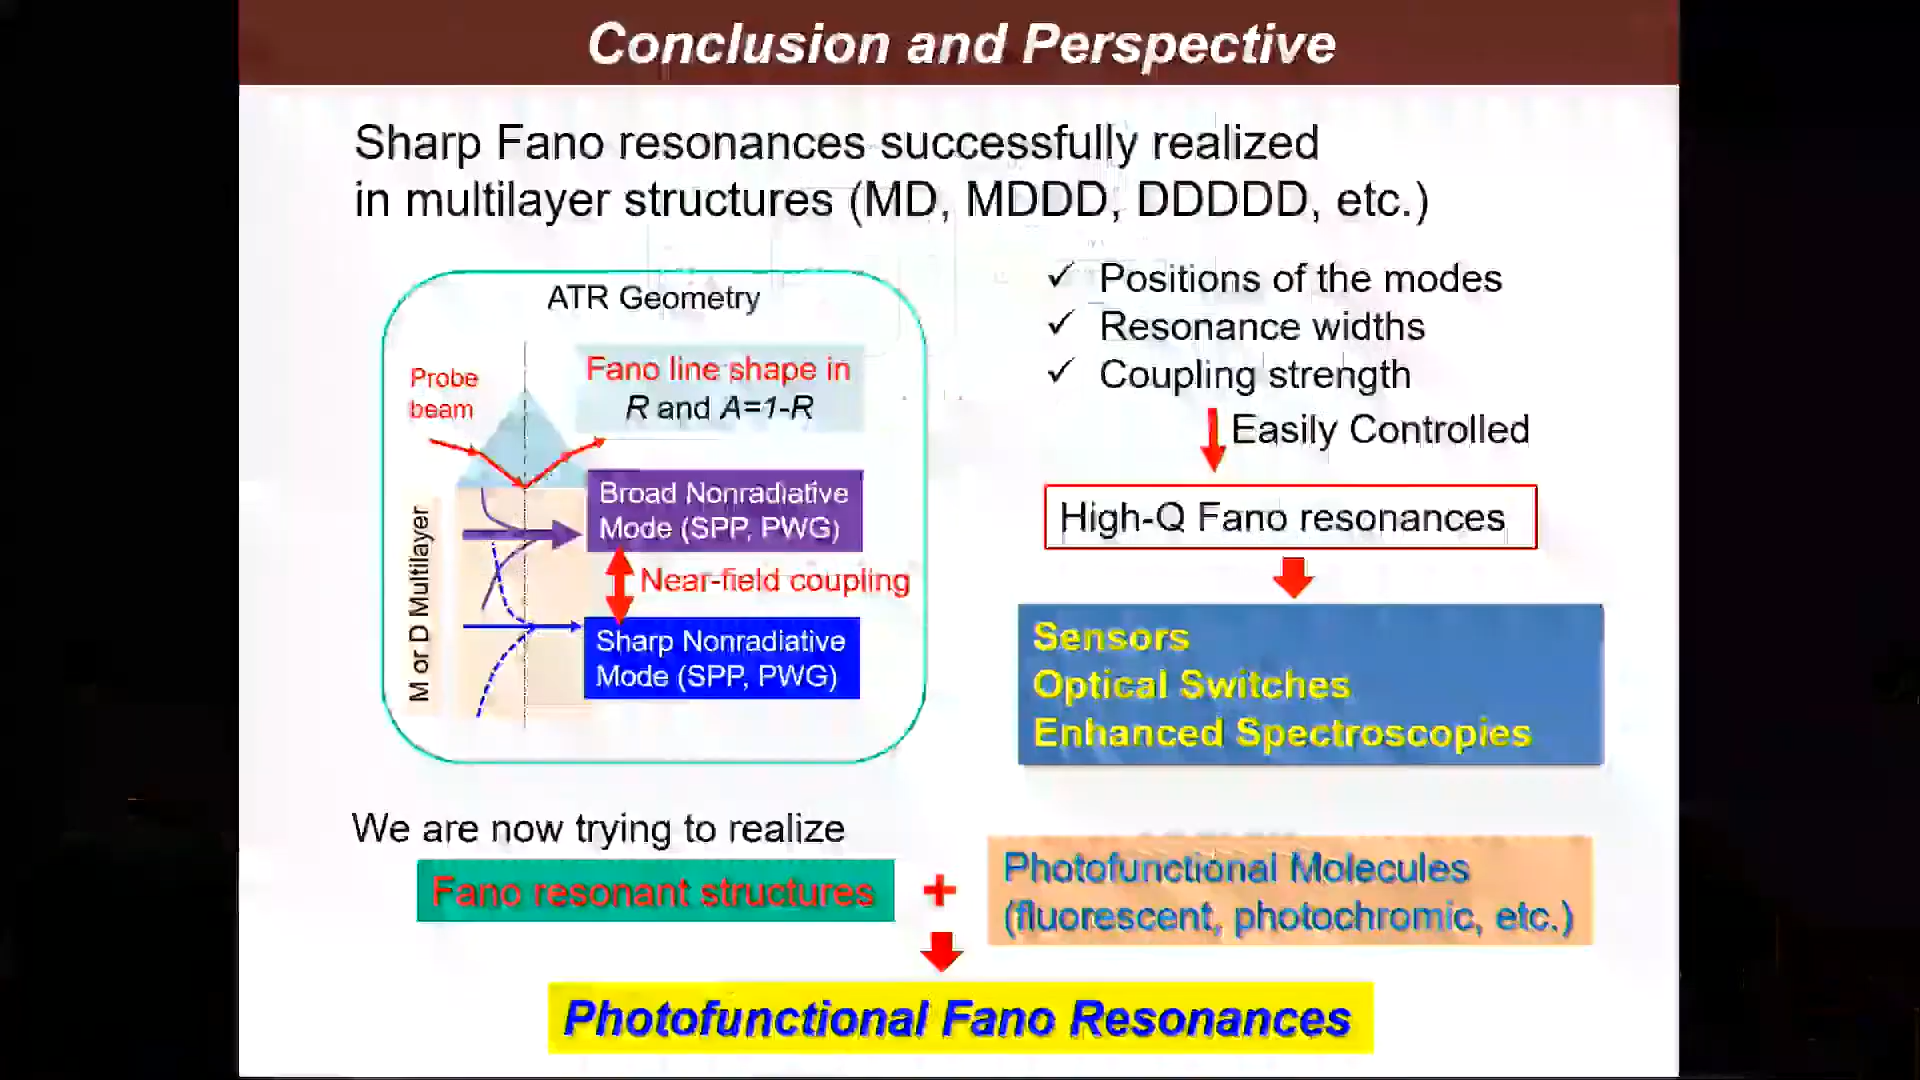 Conclusion and Perspective
Sharp Fano resonances successfully realized
in multilayer structures (MD, MDDD, DDDDD, etc.)
ATR Geometry
Probe
beam
Fano line shape in
R and A=1-R
Broad Nonradiative
Mode (SPP, PWG)
Near-field coupling
Sharp Nonradiative
Mode (SPP, PWG)
M or D Multilayer
✓ Positions of the modes
✓ Resonance widths
✓ Coupling strength
Easily Controlled
High-Q Fano resonances
Sensors
Optical Switches
Enhanced Spectroscopies
We are now trying to realize
Fano resonant structures
+
Photofunctional Molecules
(fluorescent, photochromic, etc.)
Photofunctional Fano Resonances